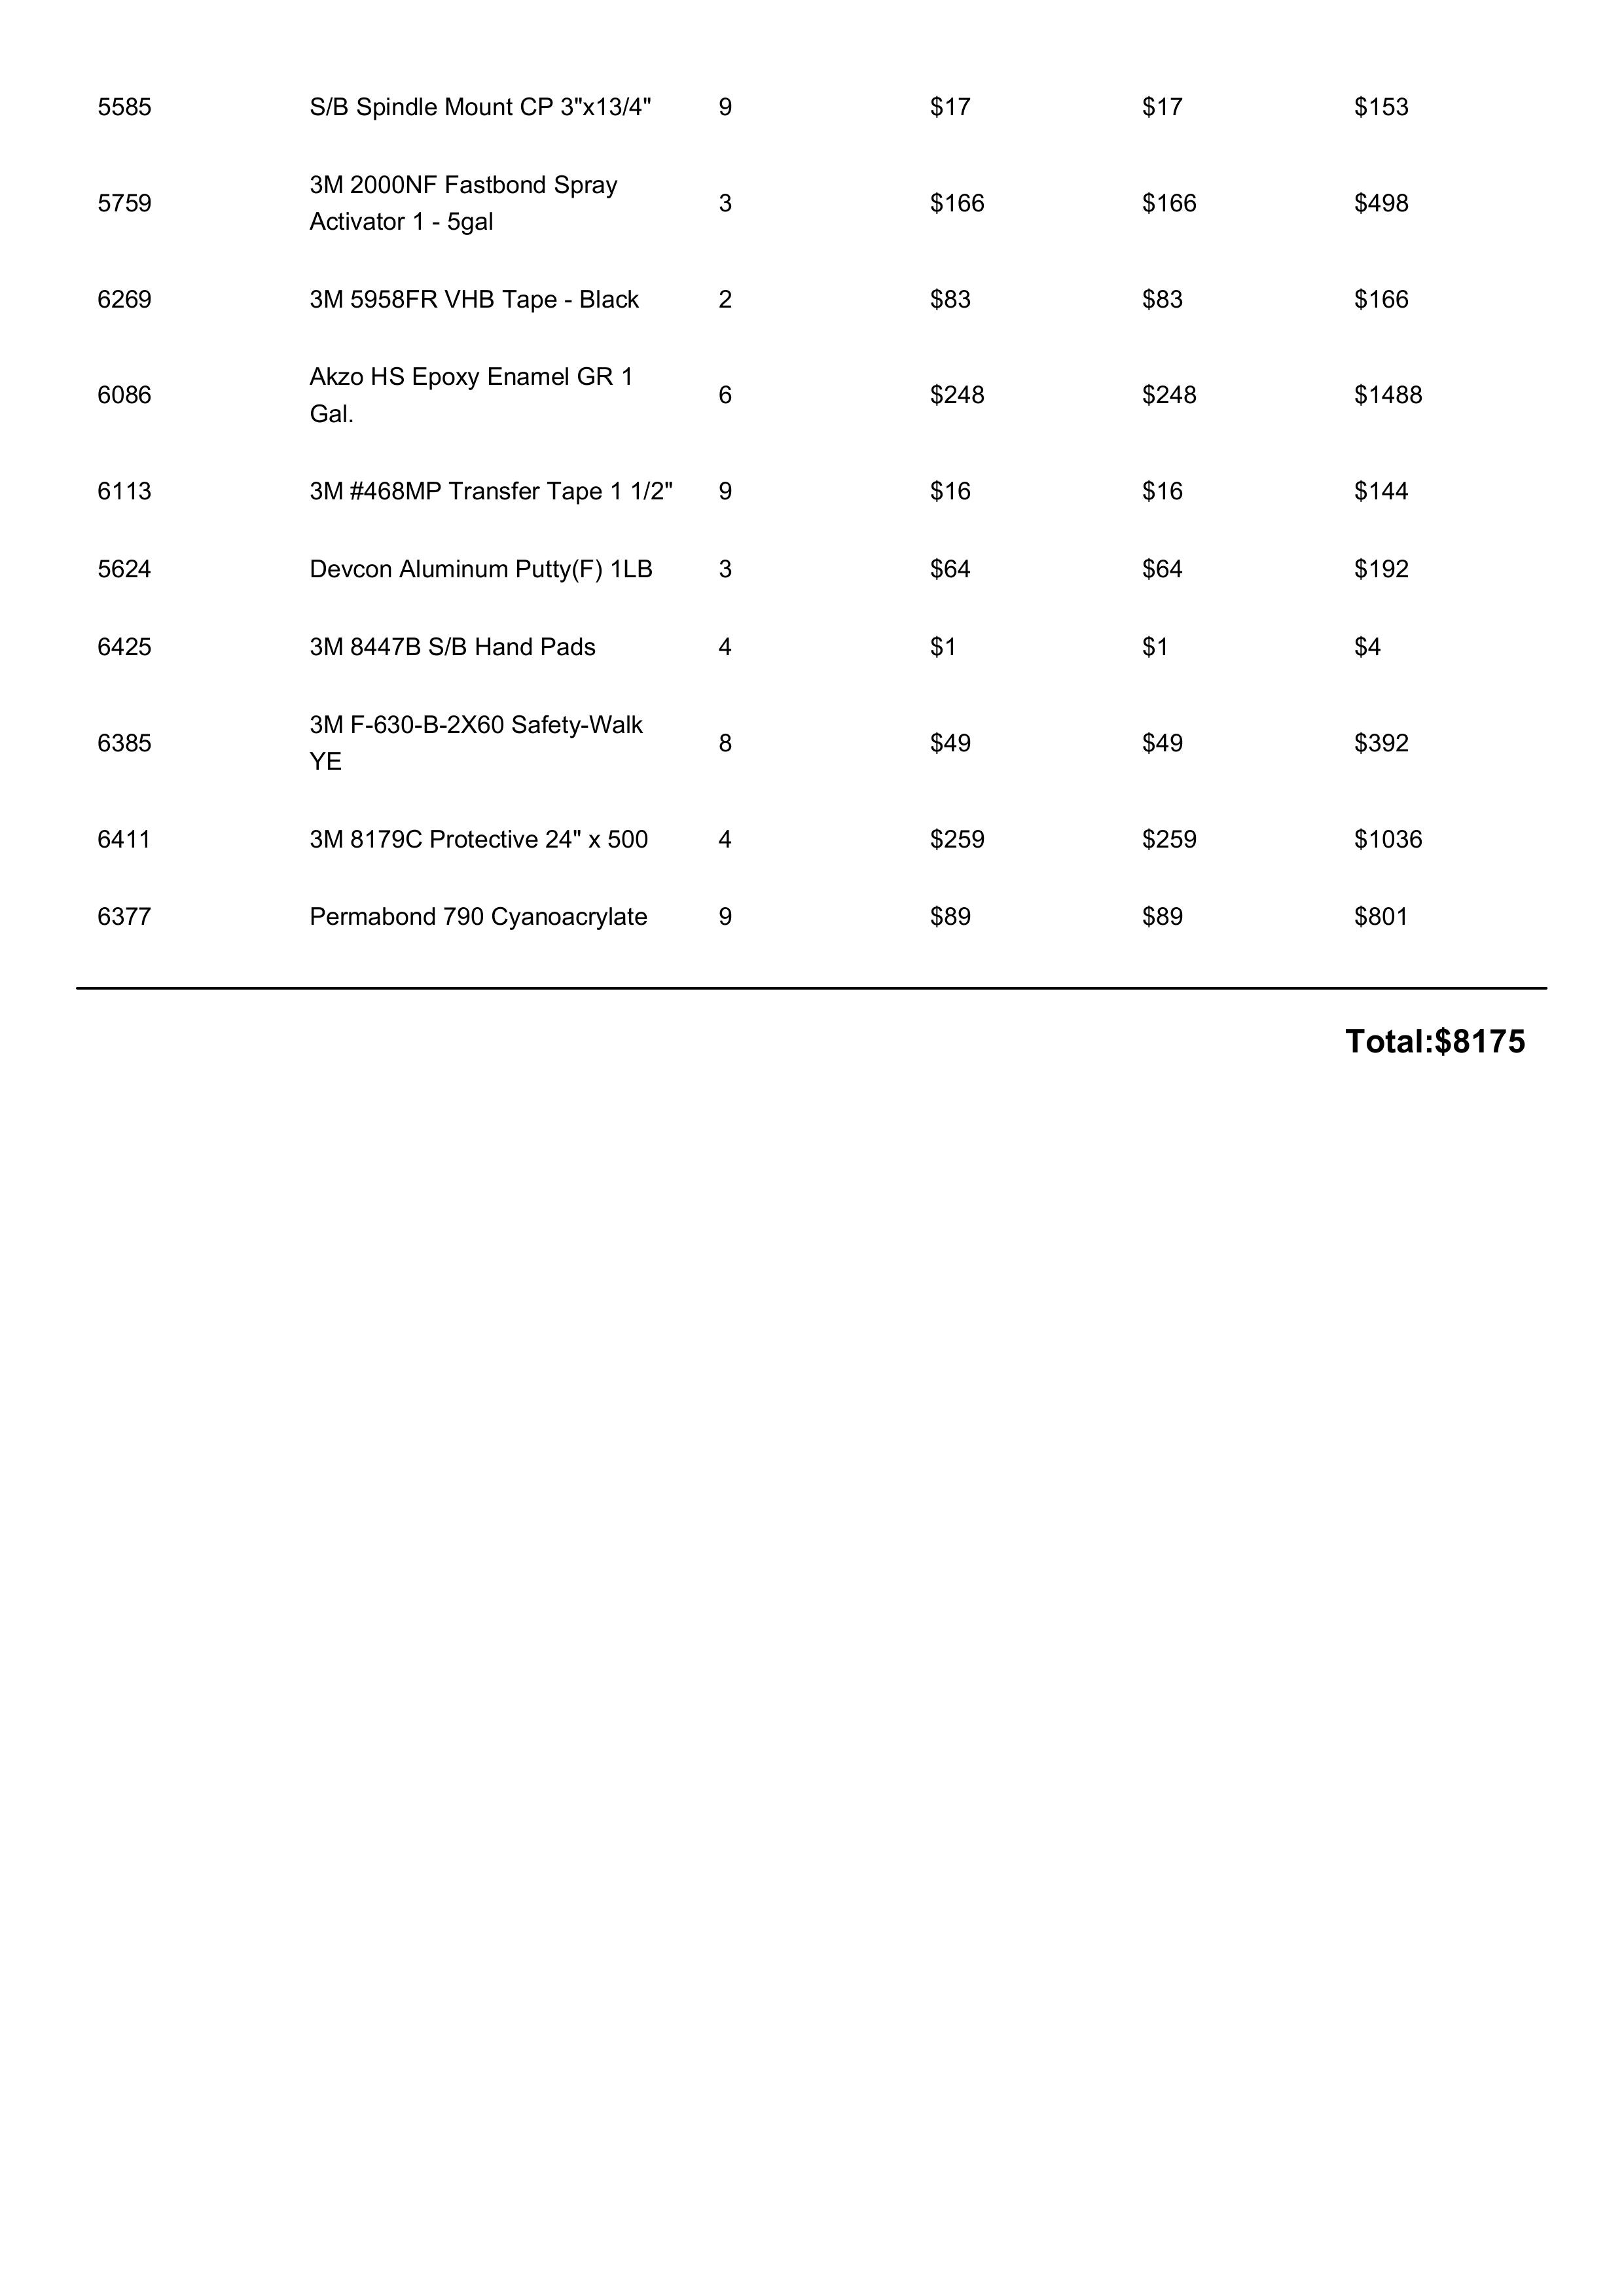 5585 S/B Spindle Mount CP 3"x13/4" 9 $17 $17 $153
3M 2000NF Fastbond Spray
5759 3 $166 $166 $498
Activator 1 - 5gal
6269 3M 5958FR VHB Tape - Black 2 $83 $83 $166
Akzo HS Epoxy Enamel GR 1
6086 6 $248 $248 $1488
Gal.
6113 3M #468MP Transfer Tape 1 1/2" 9 $16 $16 $144
5624 Devcon Aluminum Putty(F) 1LB 3 $64 $64 $192
6425 3M 8447B S/B Hand Pads 4 $1 $1 $4
3M F-630-B-2X60 Safety-Walk
6385 8 $49 $49 $392
YE
6411 3M 8179C Protective 24" x 500 4 $259 $259 $1036
6377 Permabond 790 Cyanoacrylate 9 $89 $89 $801
Total:$8175